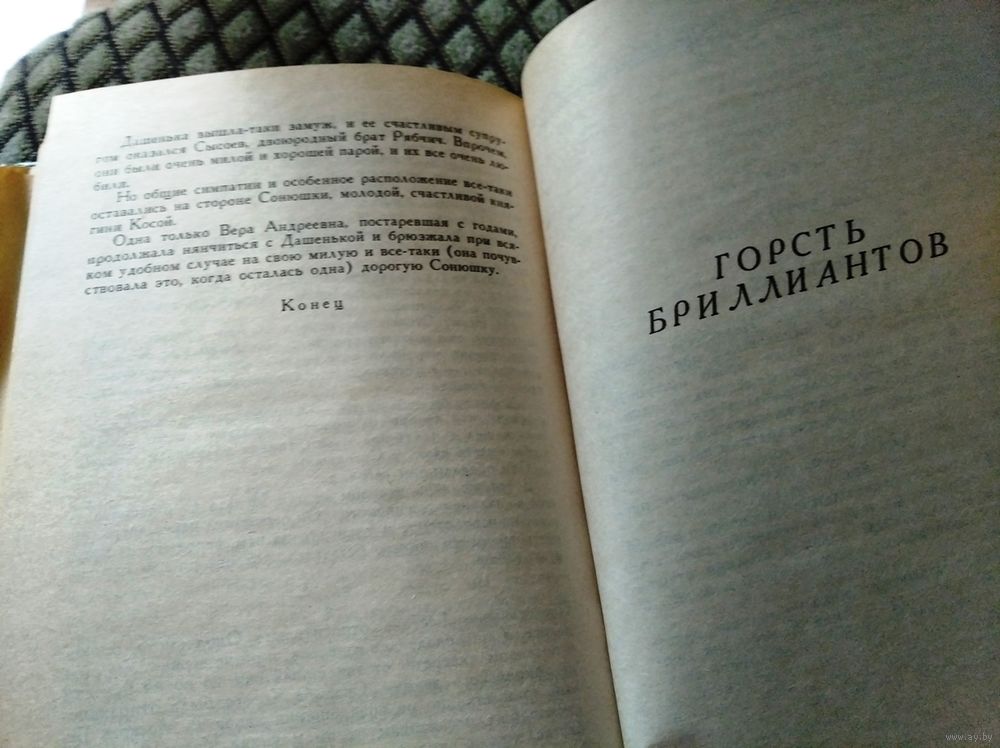 Дашенька вышла-таки замуж, и ее счастливым супру-
гом оказался Сысоев, двоюродный брат Рябчич. Впрочем,
они были очень милой и хорошей парой, и их все очень лю-
били.
Но общие симпатии и особенное расположение все-таки
оставались на стороне Сонюшки, молодой, счастливой кня-
гини Косой.
Одна только Вера Андреевна, постаревшая с годами,
продолжала нянчиться с Дашенькой и брюзжала при вся-
ком удобном случае на свою милую и все-таки (она почув-
ствовала это, когда осталась одна) дорогую Сонюшку.
Конец
ГОРСТЬ
БРИЛЛИАНТОВ
www.ay.by